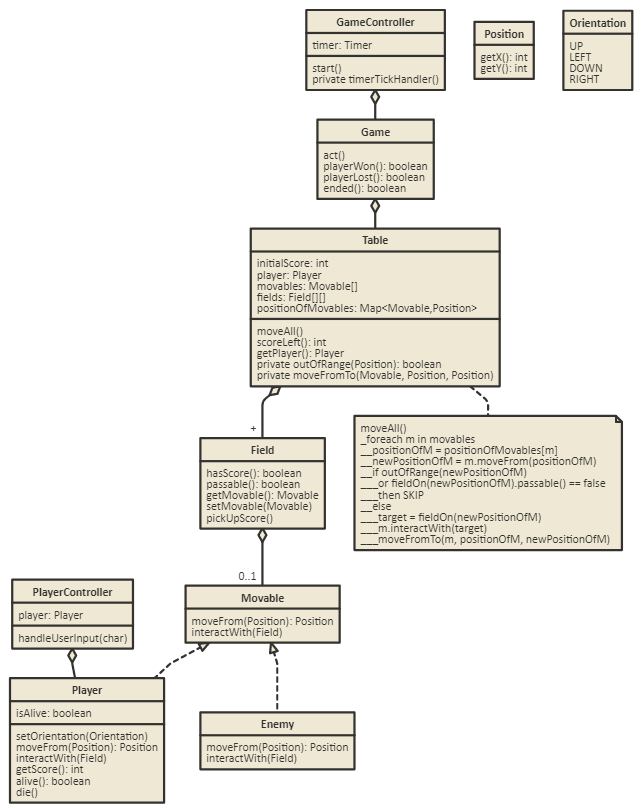 GameController
timer: Timer
start()
private timerTickHandler()
Position
getX(): int
getY(): int
Orientation
UP
LEFT
DOWN
RIGHT
Game
act()
playerWon(): boolean
playerLost(): boolean
ended(): boolean
Table
initialScore: int
player: Player
movables: Movable[]
fields: Field[][]
positionOfMovables: Map<Movable,Position>
moveAll()
scoreLeft(): int
getPlayer(): Player
private outOfRange(Position): boolean
private moveFromTo(Movable, Position, Position)
+
Field
hasScore(): boolean
passable(): boolean
getMovable(): Movable
setMovable(Movable)
pickUpScore()
moveAll()
_foreach m in movables
__positionOfM = positionOfMovables[m]
__newPositionOfM = m.moveFrom(positionOfM)
__if outOfRange(newPositionOfM)
___or fieldOn(newPositionOfM).passable() == false
___then SKIP
__else
___target = fieldOn(newPositionOfM)
___m.interactWith(target)
___moveFromTo(m, positionOfM, newPositionOfM)
0..1
Movable
moveFrom(Position): Position
interactWith(Field)
PlayerController
player: Player
handleUserInput(char)
Player
isAlive: boolean
setOrientation(Orientation)
moveFrom(Position): Position
interactWith(Field)
getScore(): int
alive(): boolean
die()
Enemy
moveFrom(Position): Position
interactWith(Field)